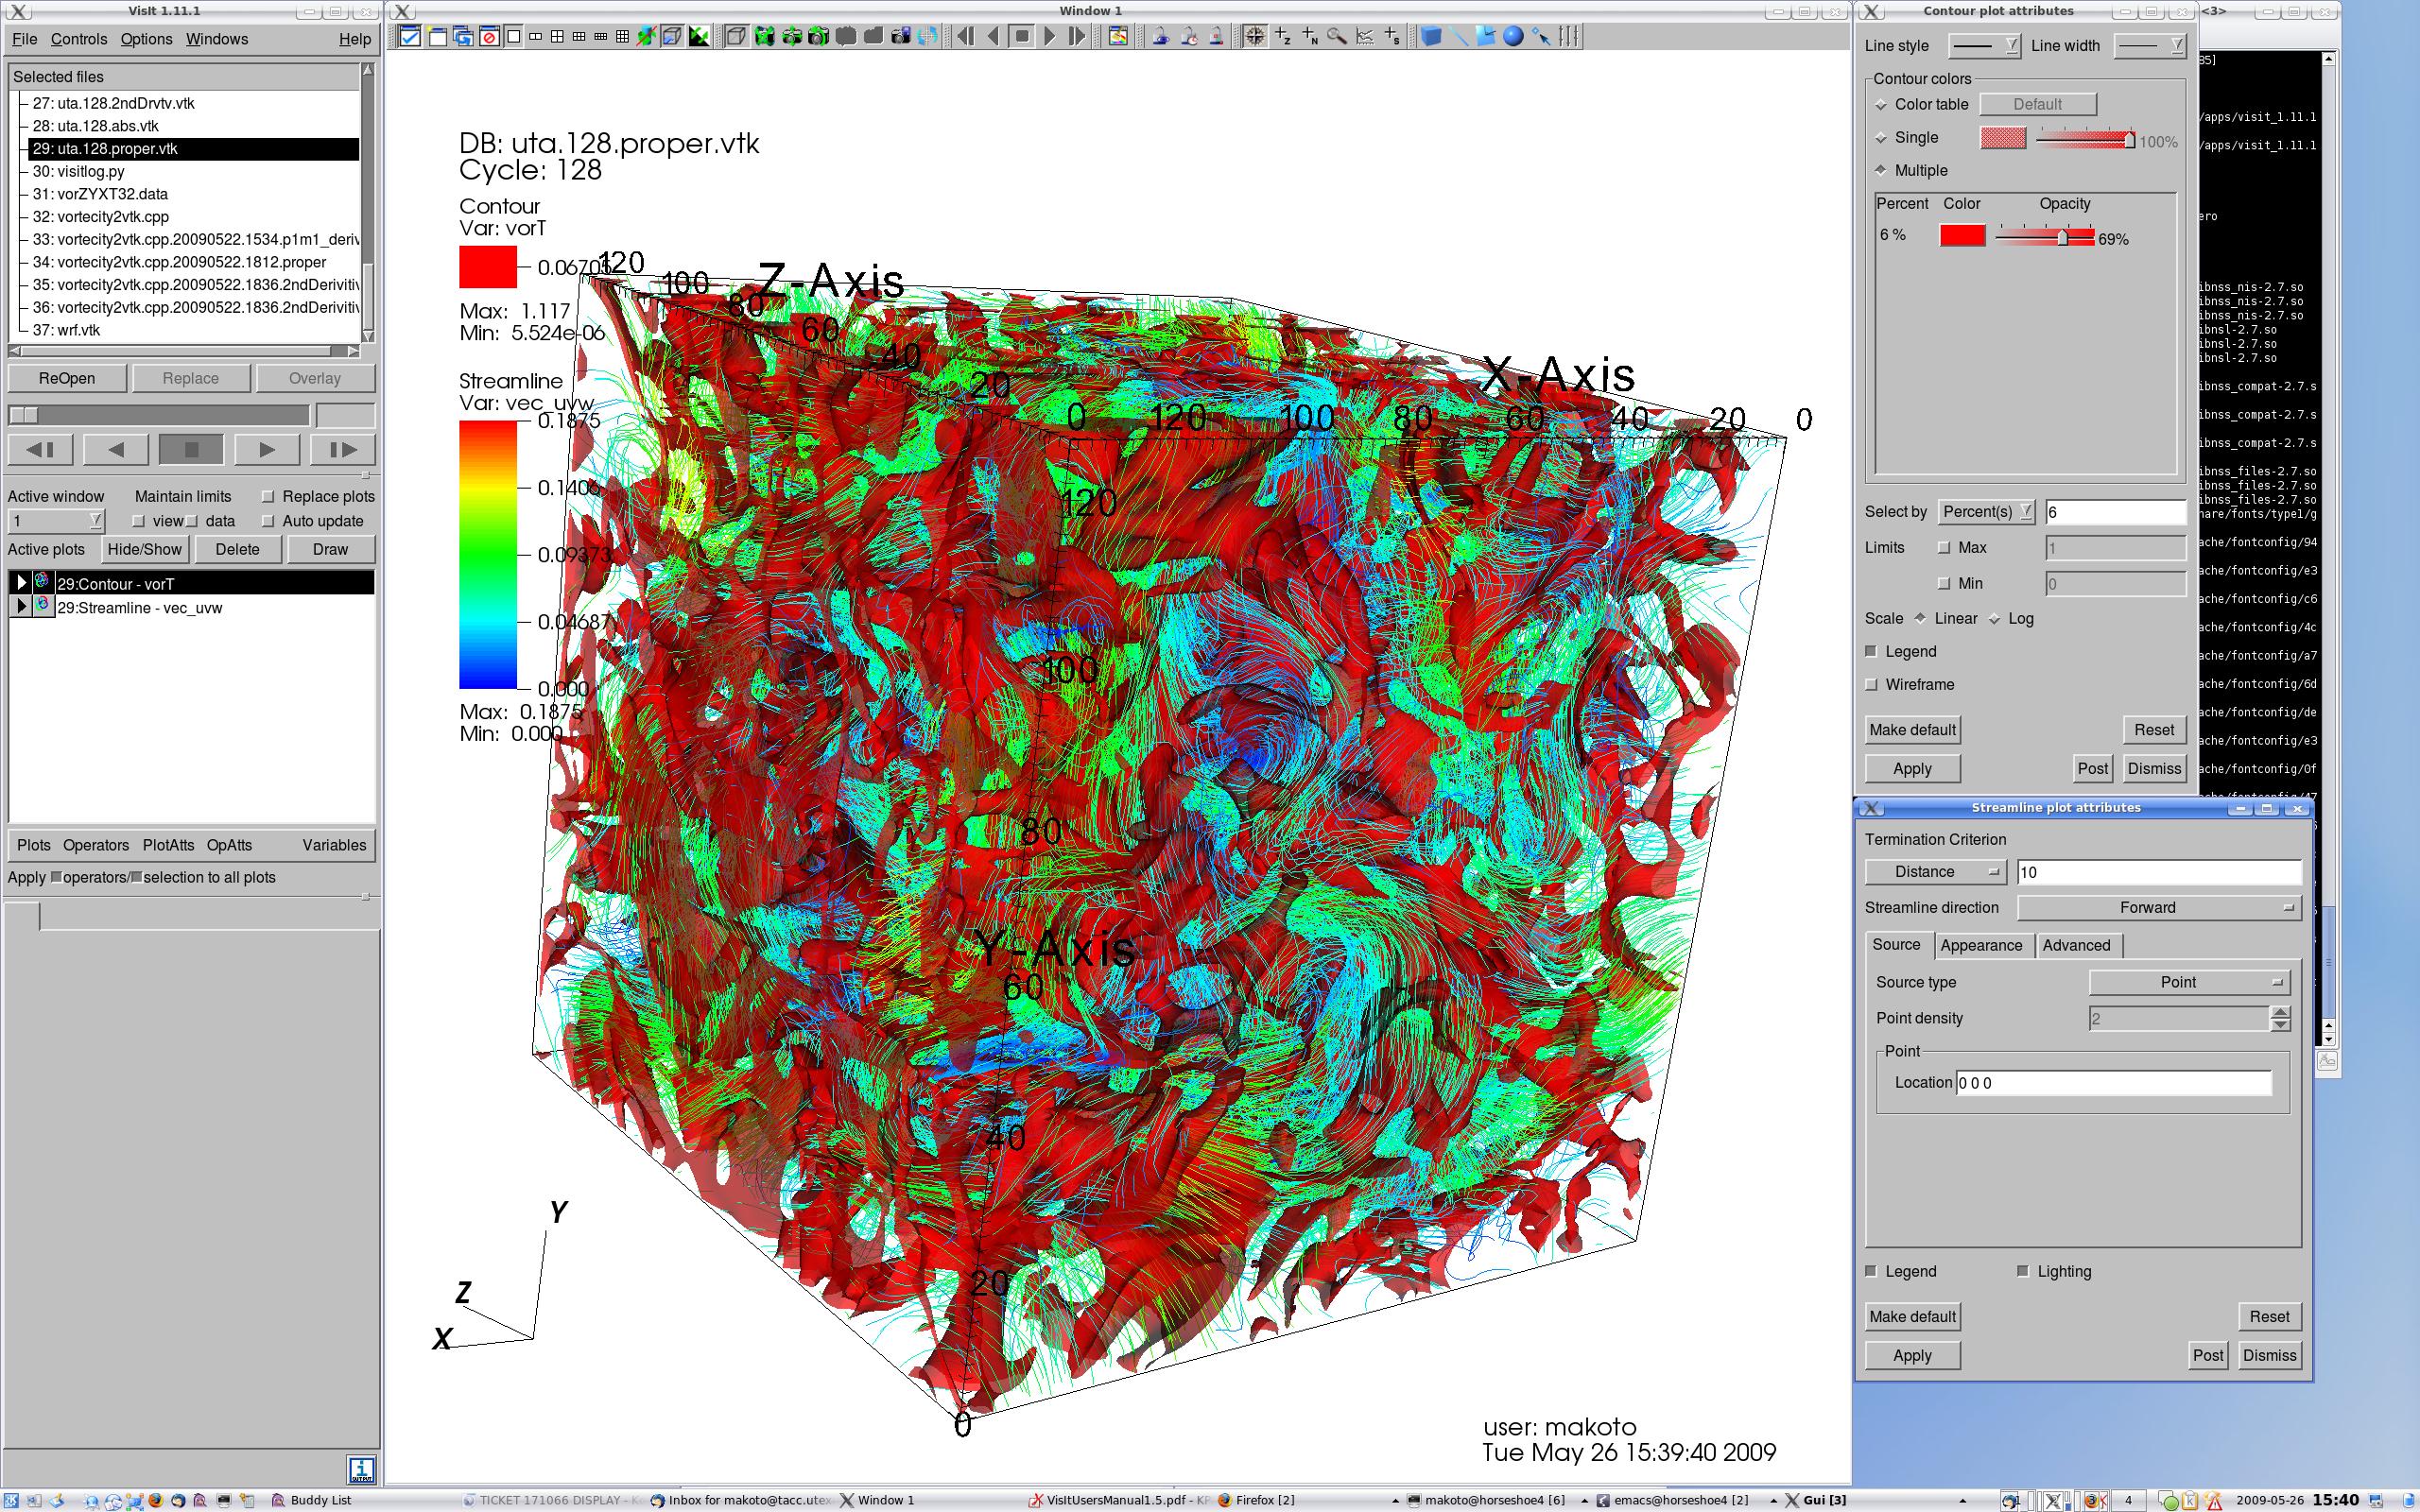 VisIt 1.11.1
File Controls Options Windows Help
Selected files
27: uta.128.2ndDrvtv.vtk
28: uta.128.abs.vtk
29: uta.128.proper.vtk
30: visitlog.py
31: vorZYXT32.data
32: vortecity2vtk.cpp
33: vortecity2vtk.cpp.20090522.1534.p1m1_deriv
34: vortecity2vtk.cpp.20090522.1812.proper
35: vortecity2vtk.cpp.20090522.1836.2ndDerivitiv
36: vortecity2vtk.cpp.20090522.1836.2ndDerivitiv
37: wrf.vtk
ReOpen Replace Overlay
Active window Maintain limits Replace plots
1 view data Auto update
Active plots Hide/Show Delete Draw
29:Contour - vorT
29:Streamline - vec_uvw
Plots Operators PlotAtts OpAtts Variables
Apply operators/ selection to all plots
Window 1
DB: uta.128.proper.vtk
Cycle: 128
Contour
Var: vorT
0.06705
Max: 1.117
Min: 5.524e-06
Streamline
Var: vec_uvw
0.1875
0.1406
0.09373
0.04687
0.000
Max: 0.1875
Min: 0.000
Z-Axis
120 100 80 60 40 20 0
X-Axis
120 100 80 60 40 20 0
120
100
80
Y-Axis
60
40
20
0
Y
Z
X
user: makoto
Tue May 26 15:39:40 2009
Contour plot attributes
Line style Line width
Contour colors
Color table Default
Single 100%
Multiple
Percent Color Opacity
6 % 69%
Select by Percent(s) 6
Limits Max 1
Min 0
Scale Linear Log
Legend
Wireframe
Make default Reset
Apply Post Dismiss
<3>
85]
/apps/visit_1.11.1
/apps/visit_1.11.1
ero
ibnss_nis-2.7.so
ibnss_nis-2.7.so
ibnss_nis-2.7.so
ibnsl-2.7.so
ibnsl-2.7.so
ibnsl-2.7.so
ibnss_compat-2.7.s
ibnss_compat-2.7.s
ibnss_compat-2.7.s
ibnss_files-2.7.so
ibnss_files-2.7.so
ibnss_files-2.7.so
hare/fonts/type1/g
ache/fontconfig/94
ache/fontconfig/e3
ache/fontconfig/c6
ache/fontconfig/4c
ache/fontconfig/a7
ache/fontconfig/6d
ache/fontconfig/de
ache/fontconfig/e3
ache/fontconfig/0f
Streamline plot attributes
Termination Criterion
Distance 10
Streamline direction Forward
Source Appearance Advanced
Source type Point
Point density 2
Point
Location 0 0 0
Legend Lighting
Make default Reset
Apply Post Dismiss
Buddy List TICKET 171066 DISPLAY - K Inbox for makoto@tacc.utex Window 1 VisItUsersManual1.5.pdf - KP Firefox [2] makoto@horseshoe4 [6] emacs@horseshoe4 [2] Gui [3] 4 2009-05-26 15:40